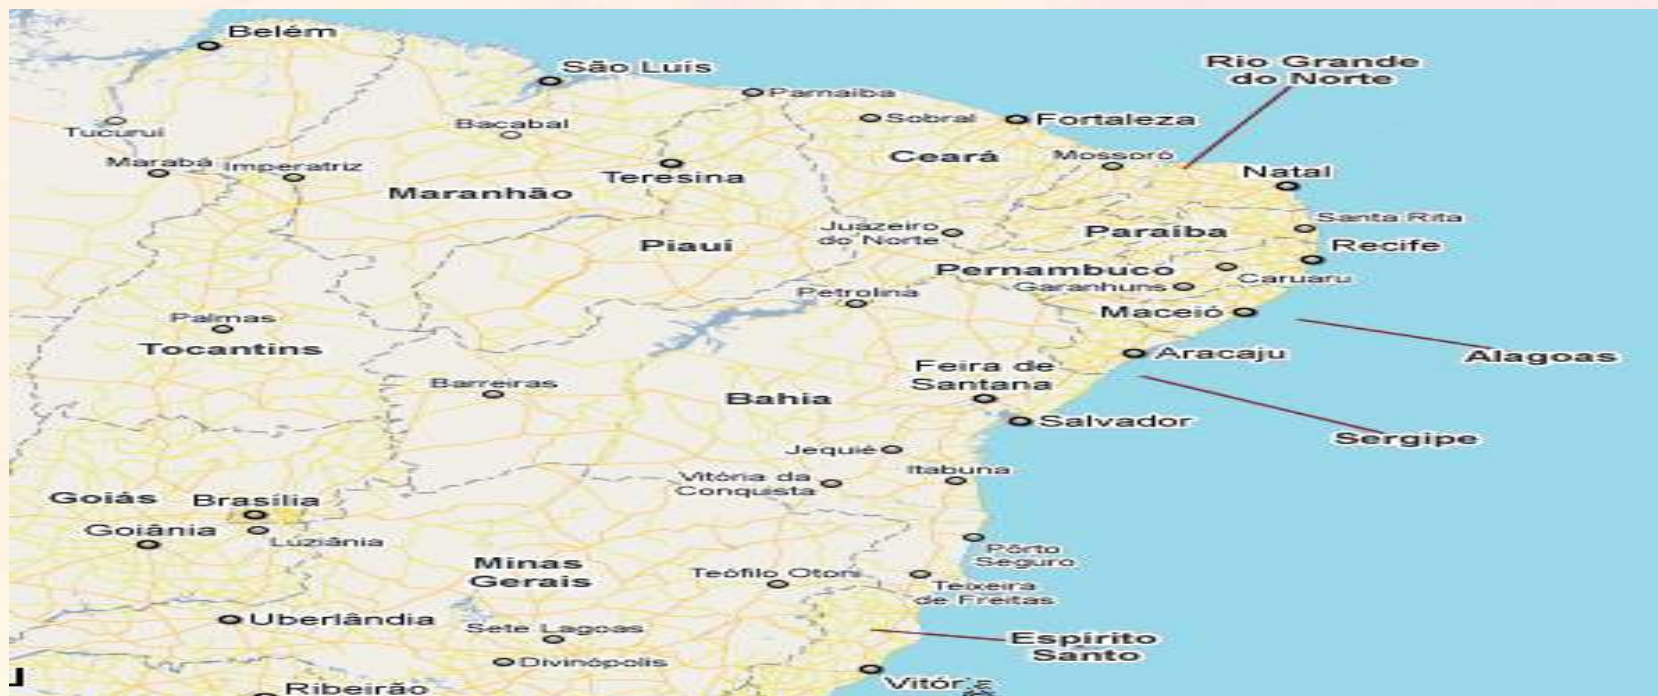 Belém
São Luís
Rio Grande
do Norte
Parnaíba
Sobral
Fortaleza
Tucuruí
Bacabal
Marabá
Imperatriz
Teresina
Ceará
Mossoró
Natal
Maranhão
Juazeiro
do Norte
Santa Rita
Piauí
Paraíba
Recife
Pernambuco
Caruaru
Petrolina
Garanhuns
Palmas
Maceió
Tocantins
Aracaju
Alagoas
Feira de
Santana
Barreiras
Bahia
Salvador
Sergipe
Jequié
Itabuna
Vitória da
Conquista
Goiás
Brasília
Goiânia
Luziânia
Pôrto
Seguro
Minas
Gerais
Teófilo Otoni
Teixeira
de Freitas
Uberlândia
Sete Lagoas
Espírito
Santo
Divinópolis
Ribeirão